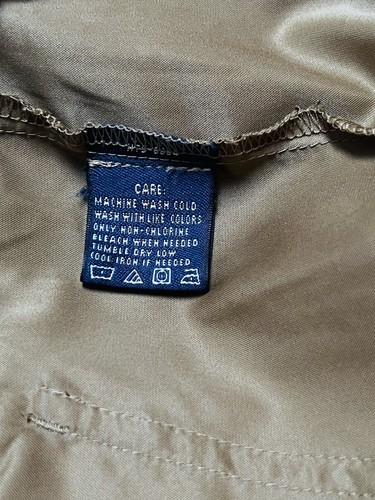 CARE:
MACHINE WASH COLD
WASH WITH LIKE COLORS
ONLY NON-CHLORINE
BLEACH WHEN NEEDED
TUMBLE DRY LOW
COOL IRON IF NEEDED